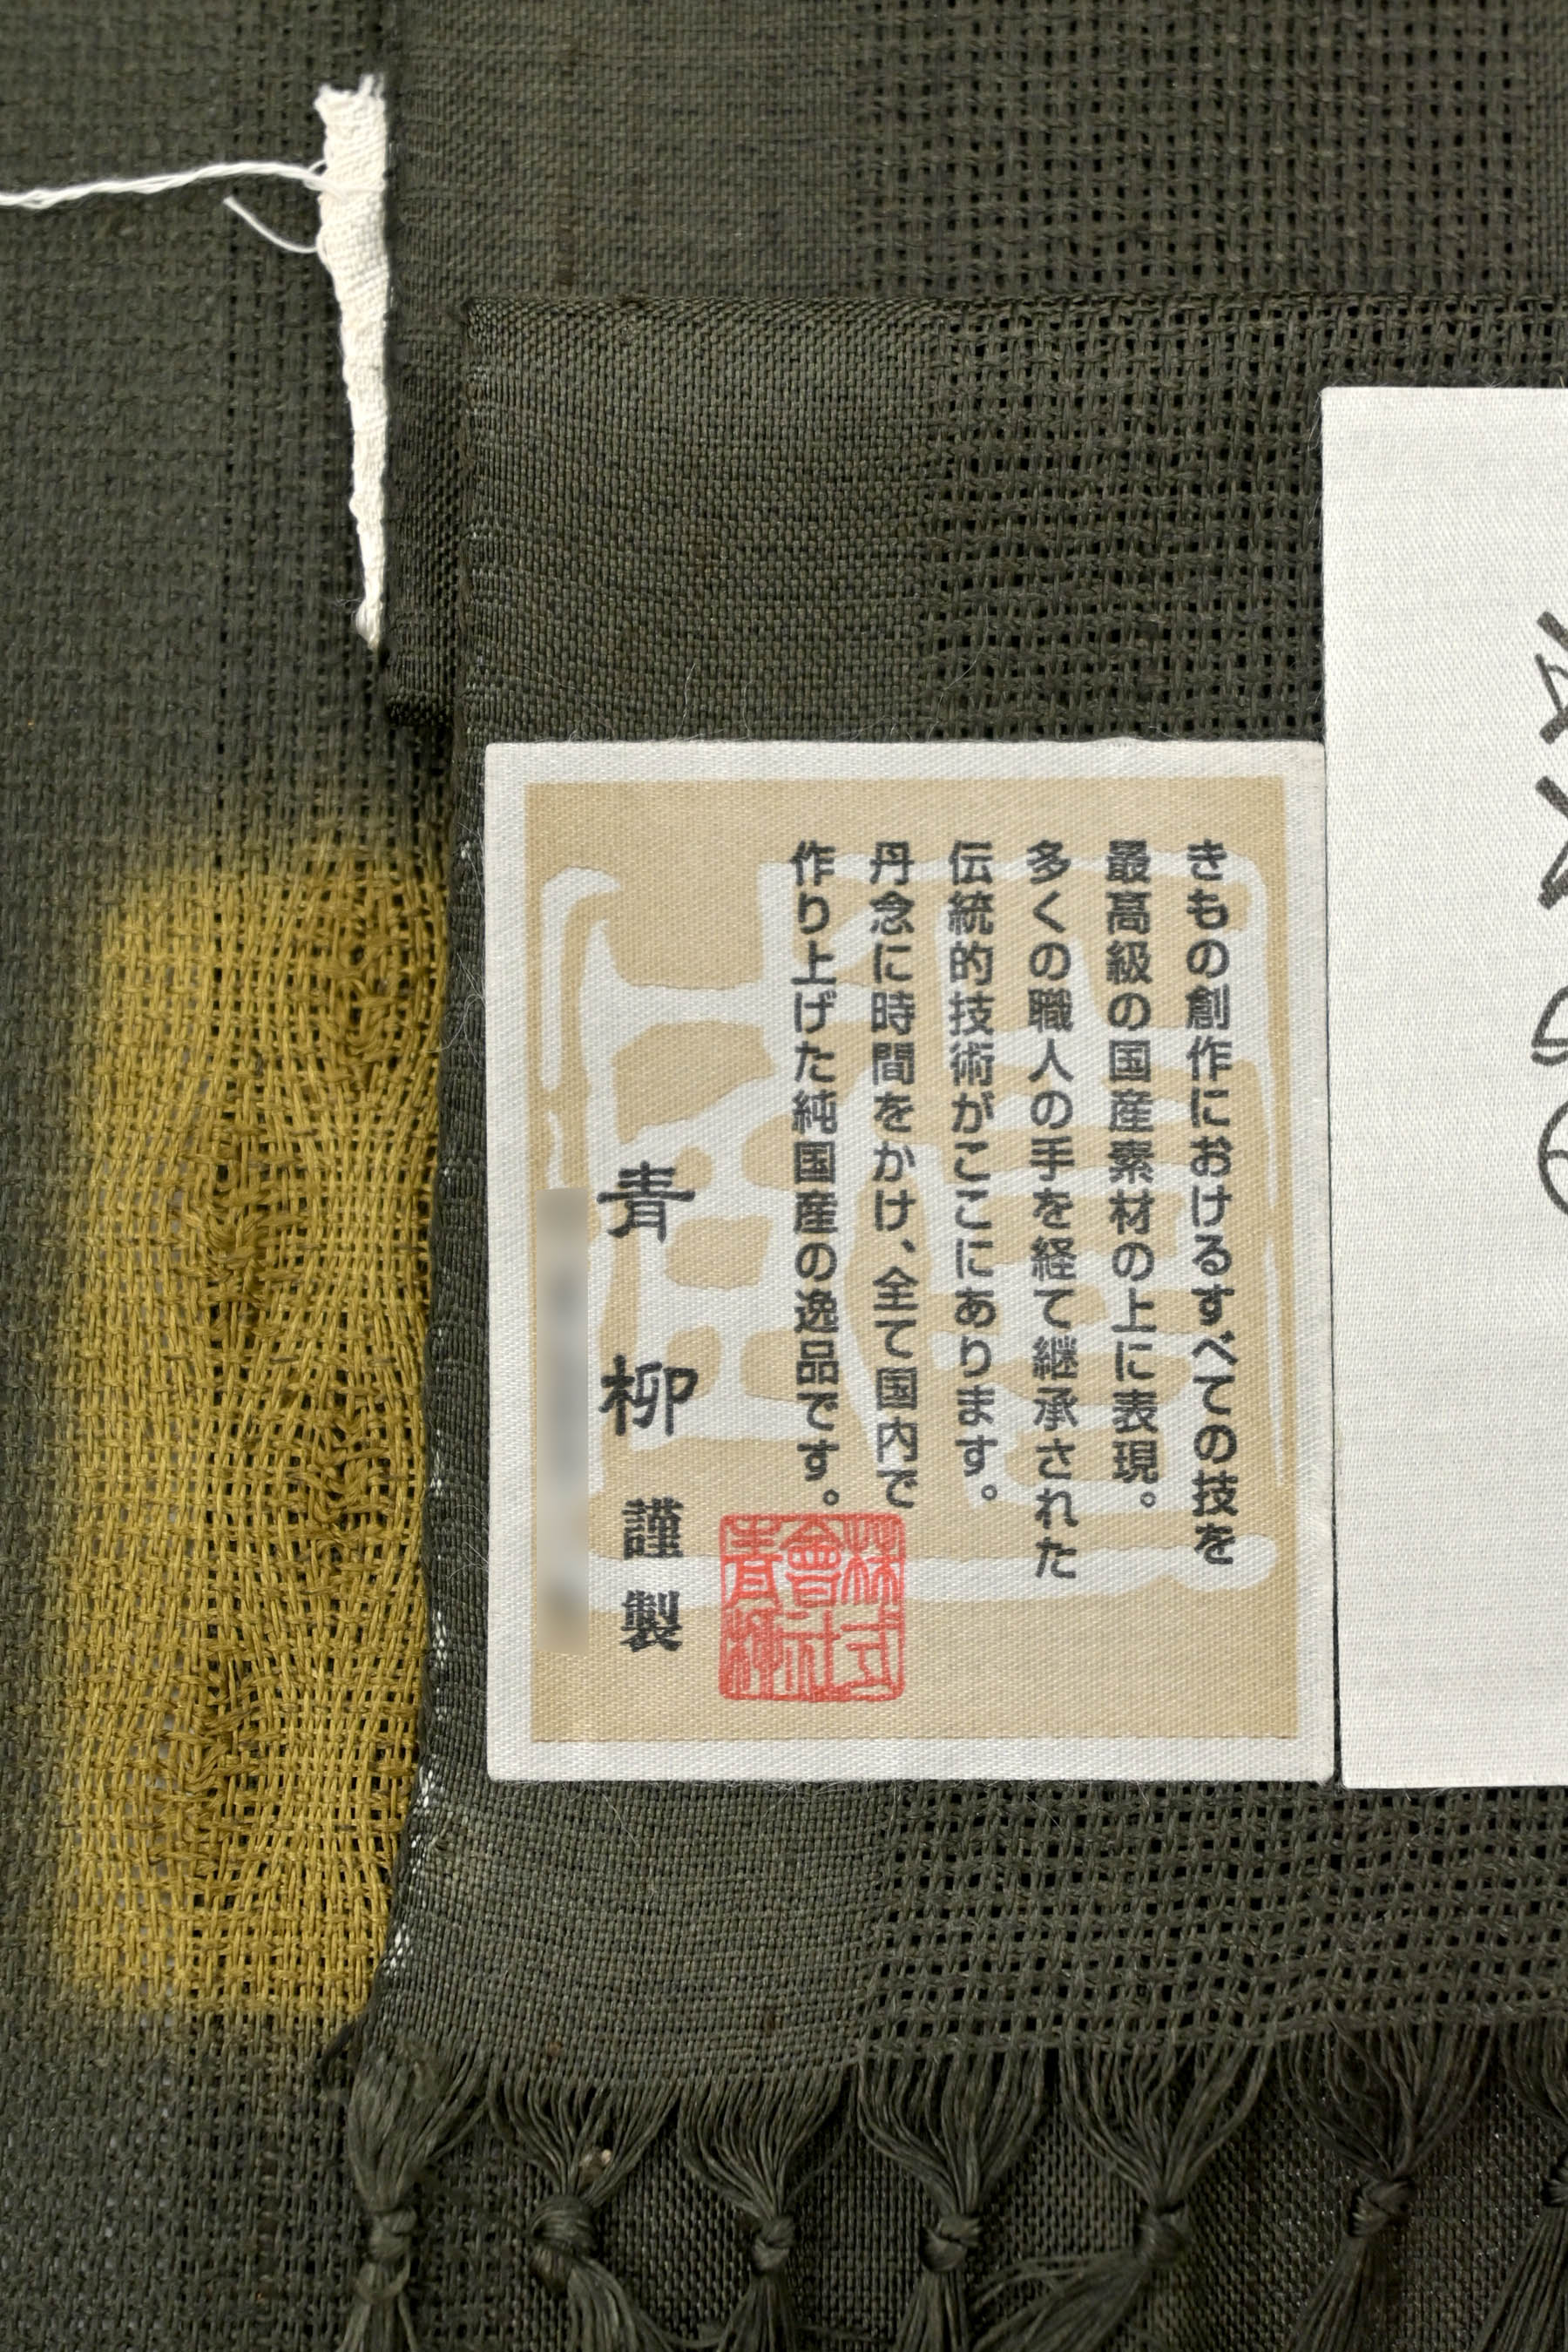 きもの創作におけるすべての技を
最高級の国産素材の上に表現。
多くの職人の手を経て継承された
伝統的技術がここにあります。
丹念に時間をかけ、全て国内で
作り上げた純国産の逸品です。
青柳 謹製
株式
會社
青柳